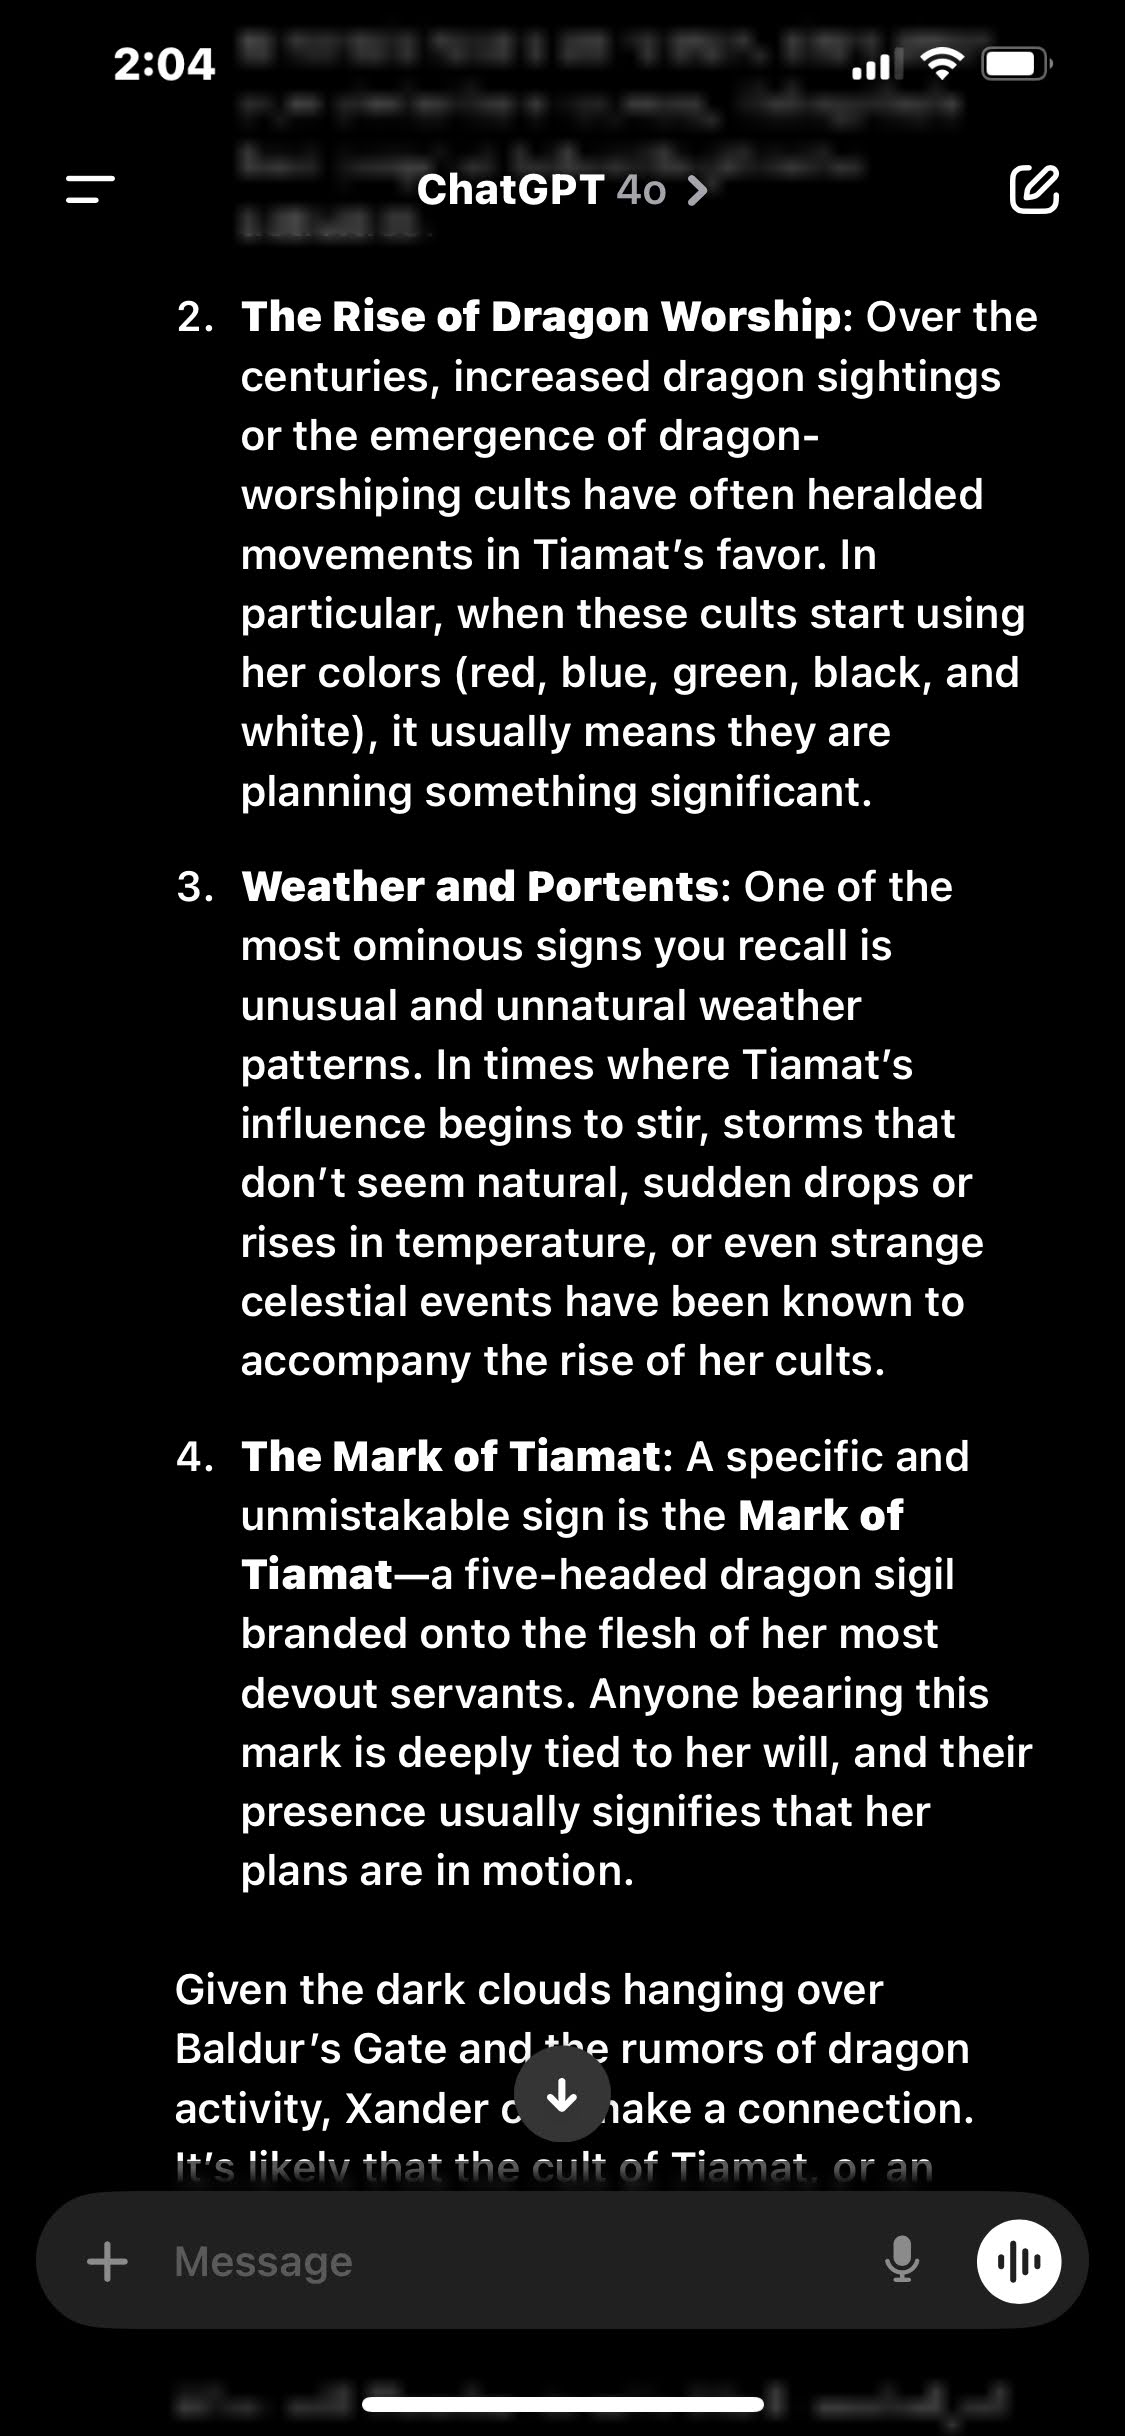 2:04
ChatGPT 4o >
2. The Rise of Dragon Worship: Over the
centuries, increased dragon sightings
or the emergence of dragon-
worshiping cults have often heralded
movements in Tiamat’s favor. In
particular, when these cults start using
her colors (red, blue, green, black, and
white), it usually means they are
planning something significant.
3. Weather and Portents: One of the
most ominous signs you recall is
unusual and unnatural weather
patterns. In times where Tiamat’s
influence begins to stir, storms that
don’t seem natural, sudden drops or
rises in temperature, or even strange
celestial events have been known to
accompany the rise of her cults.
4. The Mark of Tiamat: A specific and
unmistakable sign is the Mark of
Tiamat—a five-headed dragon sigil
branded onto the flesh of her most
devout servants. Anyone bearing this
mark is deeply tied to her will, and their
presence usually signifies that her
plans are in motion.
Given the dark clouds hanging over
Baldur’s Gate and the rumors of dragon
activity, Xander make a connection.
It’s likely that the cult of Tiamat, or an
Message